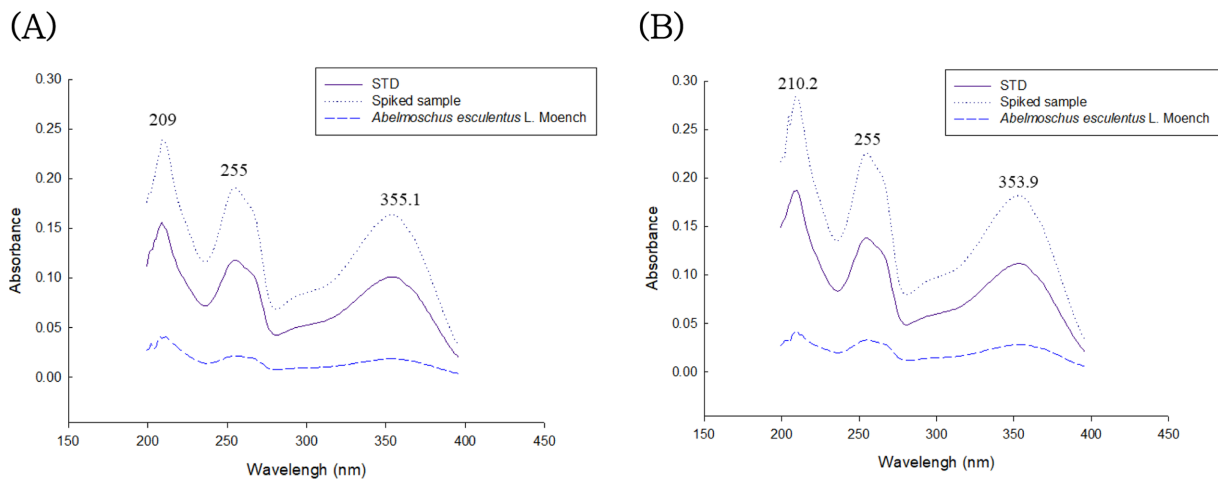 (A)
STD
Spiked sample
Abelmoschus esculentus L. Moench
0.30
0.25
0.20
0.15
0.10
0.05
0.00
Absorbance
209
255
355.1
150 200 250 300 350 400 450
Wavelengh (nm)
(B)
STD
Spiked sample
Abelmoschus esculentus L. Moench
0.30
0.25
0.20
0.15
0.10
0.05
0.00
Absorbance
210.2
255
353.9
150 200 250 300 350 400 450
Wavelengh (nm)